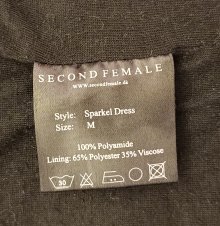 SECOND FEMALE
www.secondfemale.dk
Style: Sparkel Dress
Size: M
100% Polyamide
Lining: 65% Polyester 35% Viscose
30